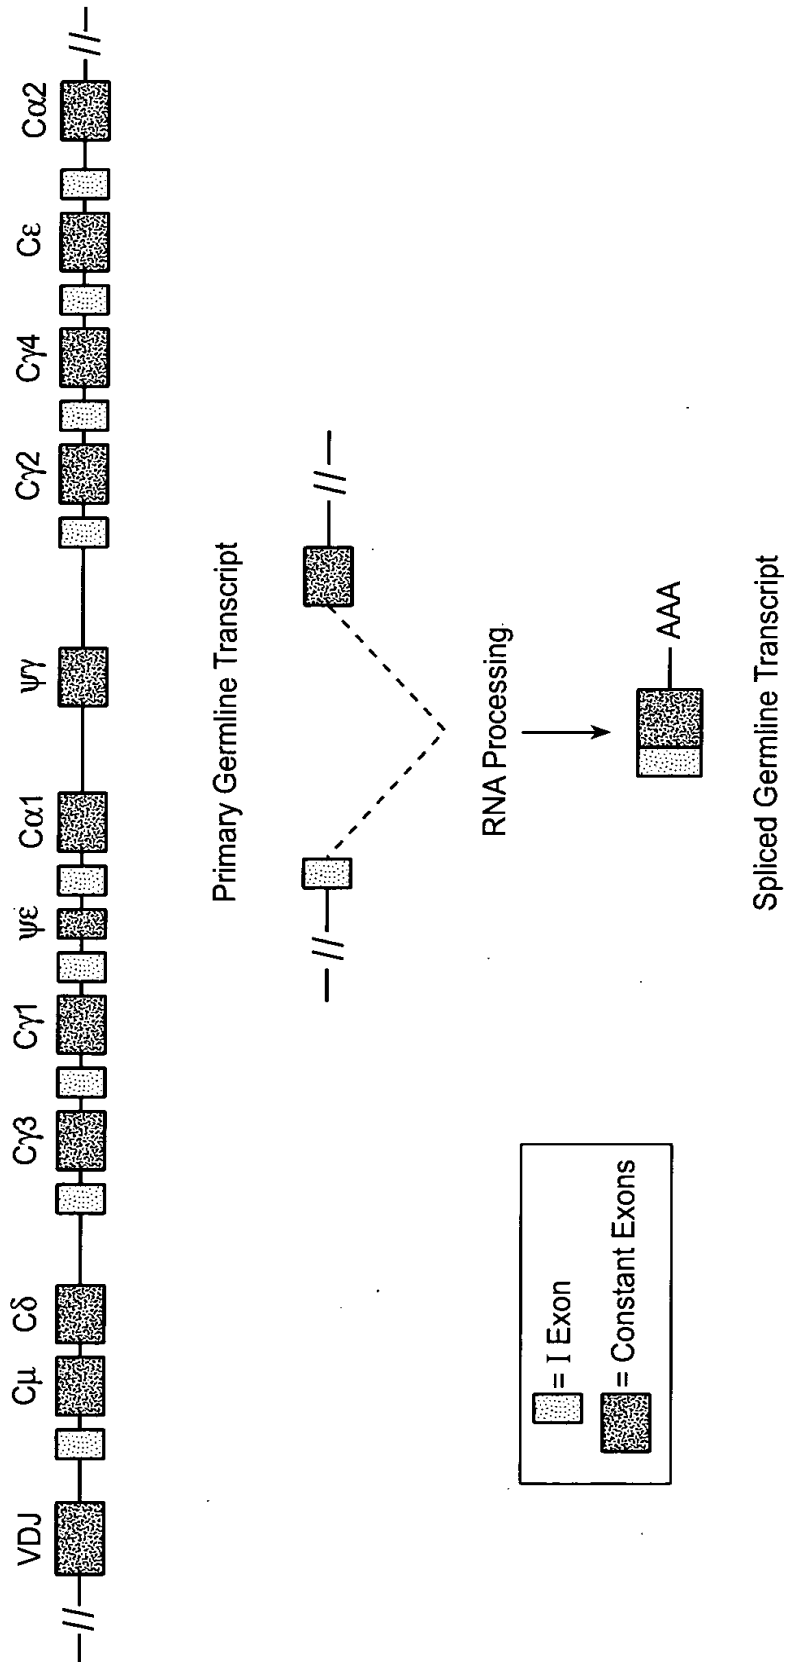 VDJ Cμ Cδ Cγ3 Cγ1 ψε Cα1 ψγ Cγ2 Cγ4 Cε Cα2
Primary Germline Transcript
RNA Processing
AAA
Spliced Germline Transcript
= I Exon
= Constant Exons